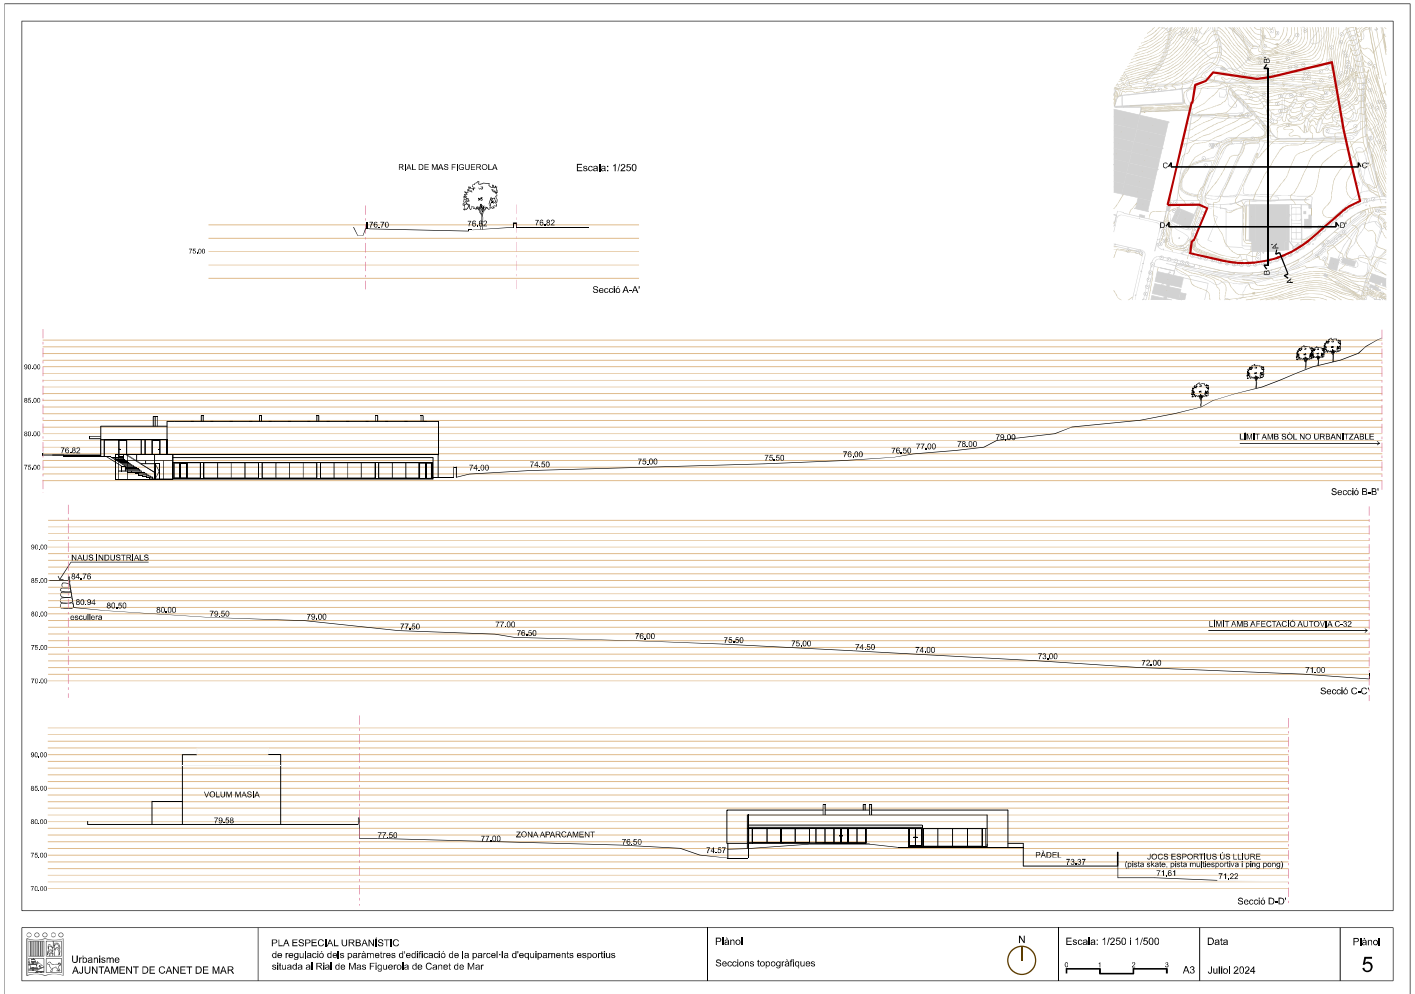 RIAL DE MAS FIGUEROLA
Escala: 1/250
76.70
76.62
76.82
75.00
Secció A-A'
B'
C
C'
D
D'
A
B
A'
90.00
85.00
80.00
75.00
76.82
74.00
74.50
75.00
75.50
76.00
76.50
77.00
78.00
79.00
LÍMIT AMB SÒL NO URBANITZABLE
Secció B-B'
90.00
85.00
80.00
75.00
70.00
NAUS INDUSTRIALS
84.76
80.94
escullera
80.50
80.00
79.50
79.00
77.50
77.00
76.50
76.00
75.50
75.00
74.50
74.00
73.00
72.00
71.00
LÍMIT AMB AFECTACIÓ AUTOVIA C-32
Secció C-C'
90.00
85.00
80.00
75.00
70.00
VOLUM MASIA
79.58
77.50
77.00
ZONA APARCAMENT
76.50
74.57
PÀDEL
73.37
JOCS ESPORTIUS ÚS LLIURE
(pista skate, pista multiesportiva i ping pong)
71.61
71.22
Secció D-D'
Urbanisme
AJUNTAMENT DE CANET DE MAR
PLA ESPECIAL URBANÍSTIC
de regulació dels paràmetres d'edificació de la parcel·la d'equipaments esportius
situada al Rial de Mas Figuerola de Canet de Mar
Plànol
Seccions topogràfiques
N
Escala: 1/250 i 1/500
0 1 2 3 A3
Data
Juliol 2024
Plànol
5